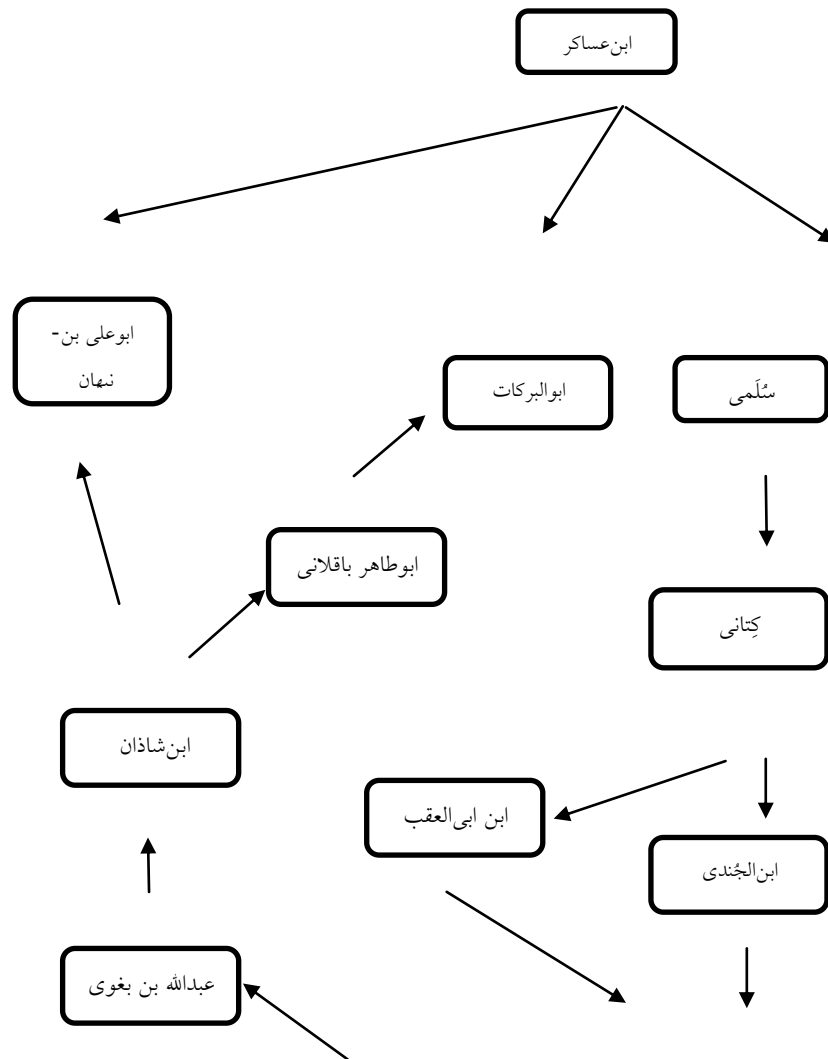 ابن‌عساکر
ابوعلی بن-
نبهان
ابوالبرکات
سُلَمی
ابوطاهر باقلانی
کِتانی
ابن‌شاذان
ابن ابی‌العقب
ابن‌الجُندی
عبدالله بن بغوی